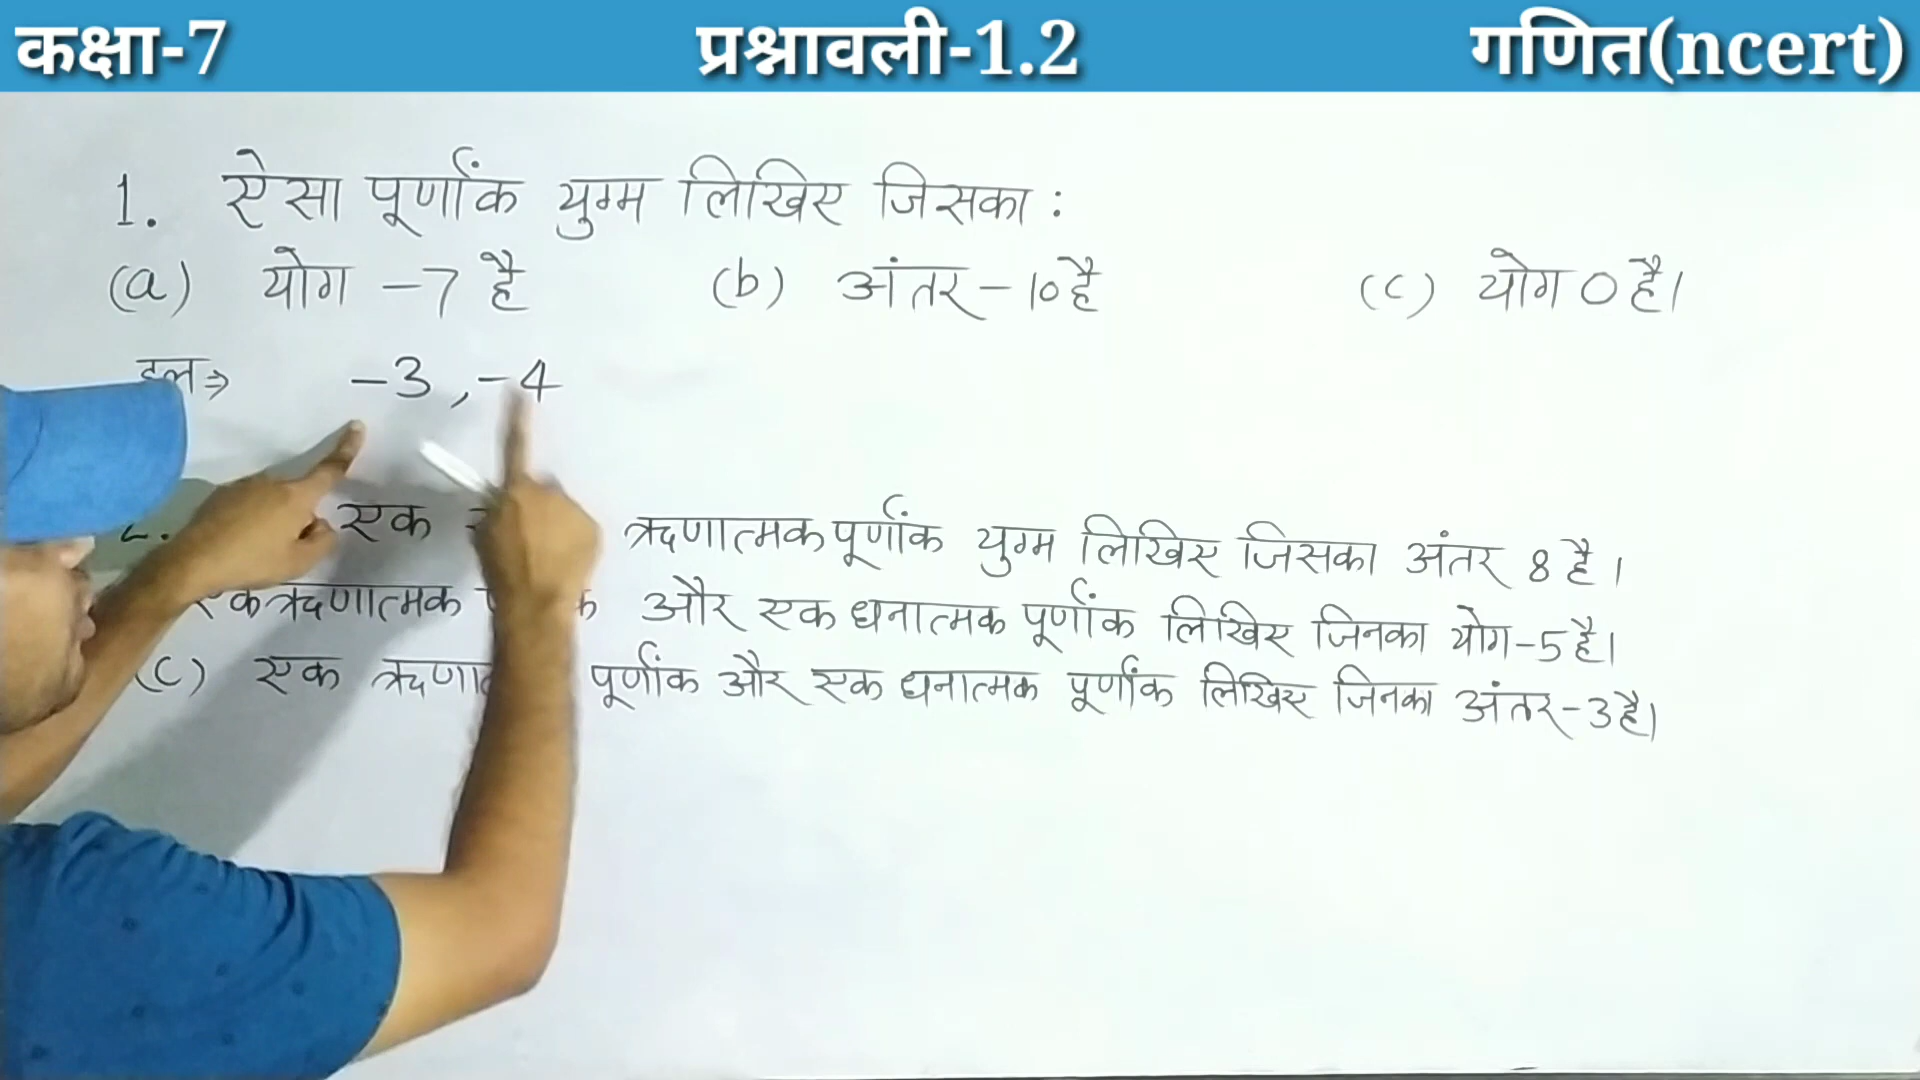 कक्षा-7 प्रश्नावली-1.2 गणित(ncert)
1. ऐसा पूर्णांक युग्म लिखिए जिसका :
(a) योग -7 है (b) अंतर -10 है (c) योग 0 है।
हल⇒ -3, -4
2. एक ऋणात्मक पूर्णांक युग्म लिखिए जिसका अंतर 8 है।
एक ऋणात्मक और एक धनात्मक पूर्णांक लिखिए जिनका योग -5 है।
(c) एक पूर्णांक और एक धनात्मक पूर्णांक लिखिए जिनका अंतर -3 है।